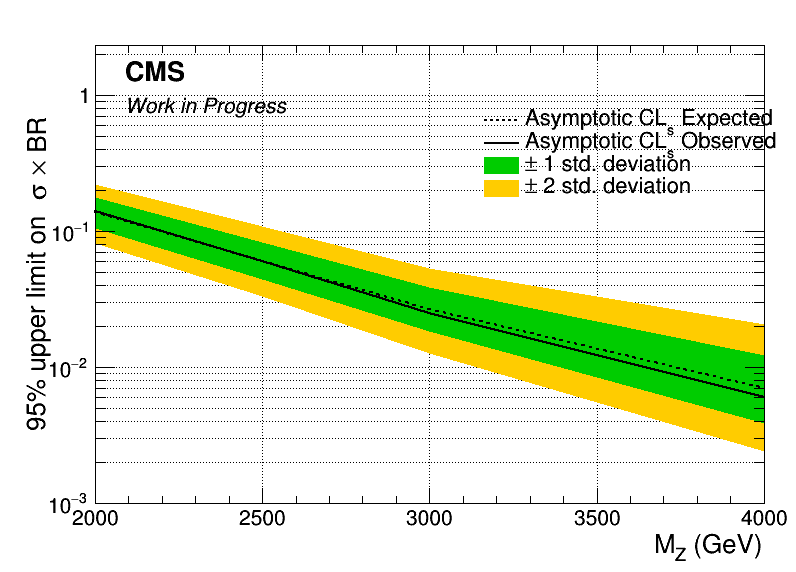 CMS
Work in Progress
Asymptotic CLs Expected
Asymptotic CLs Observed
± 1 std. deviation
± 2 std. deviation
95% upper limit on σ × BR
1
10⁻¹
10⁻²
10⁻³
2000 2500 3000 3500 4000
M_Z (GeV)